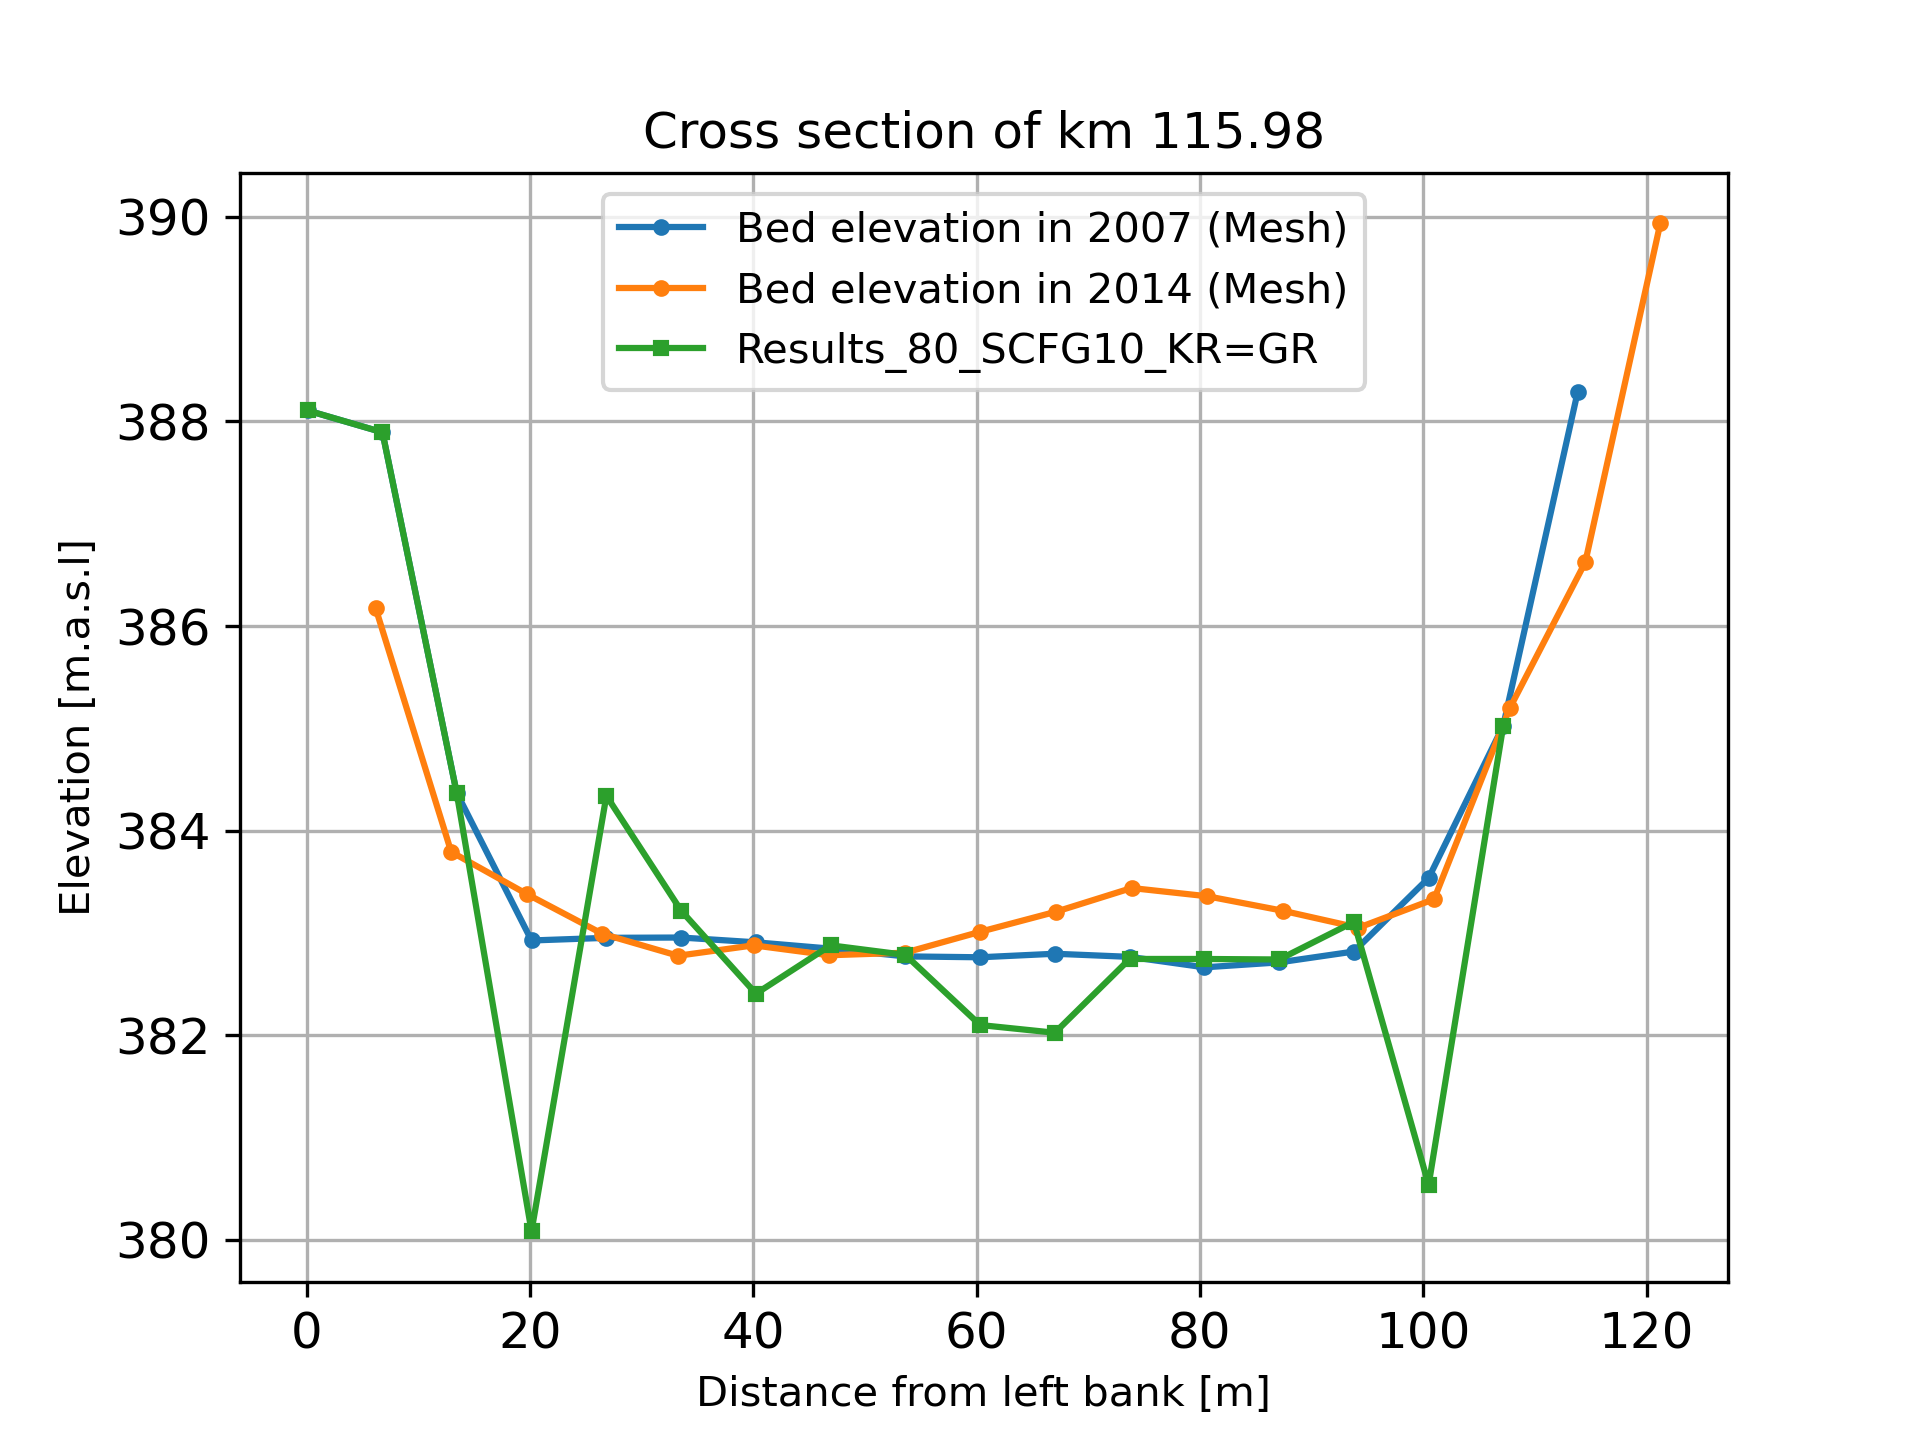 Cross section of km 115.98
Bed elevation in 2007 (Mesh)
Bed elevation in 2014 (Mesh)
Results_80_SCFG10_KR=GR
Elevation [m.a.s.l]
390
388
386
384
382
380
0 20 40 60 80 100 120
Distance from left bank [m]